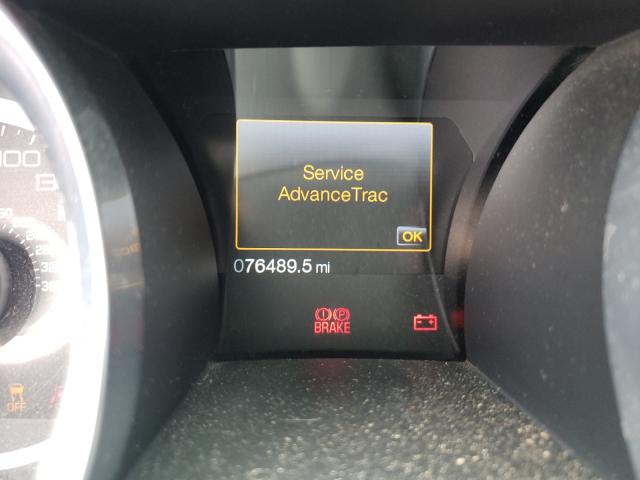 Service
AdvanceTrac
OK
076489.5 mi
BRAKE
OFF